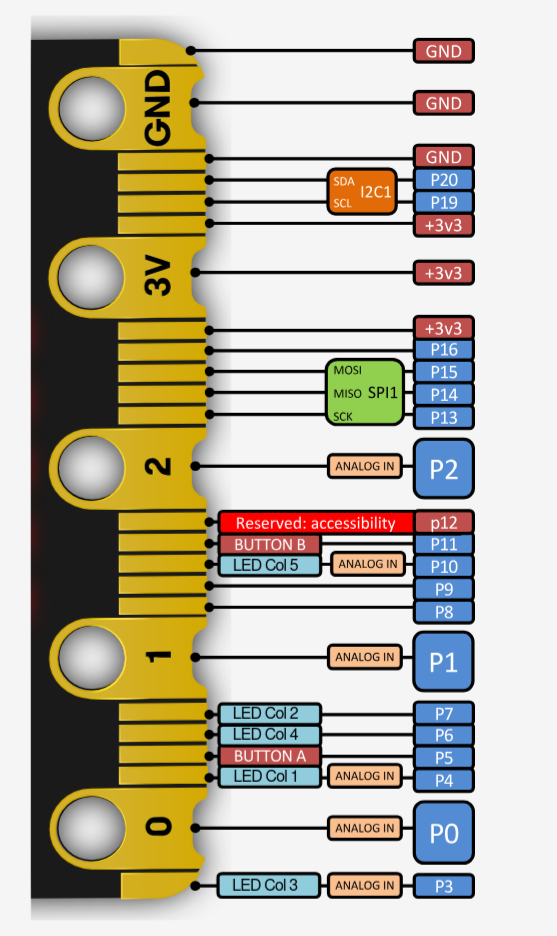 GND
GND
GND
GND
SDA I2C1 P20
SCL P19
+3v3
3V +3v3
+3v3
P16
MOSI P15
MISO SPI1 P14
SCK P13
2 ANALOG IN P2
Reserved: accessibility p12
BUTTON B P11
LED Col 5 ANALOG IN P10
P9
P8
1 ANALOG IN P1
LED Col 2 P7
LED Col 4 P6
BUTTON A P5
LED Col 1 ANALOG IN P4
0 ANALOG IN P0
LED Col 3 ANALOG IN P3